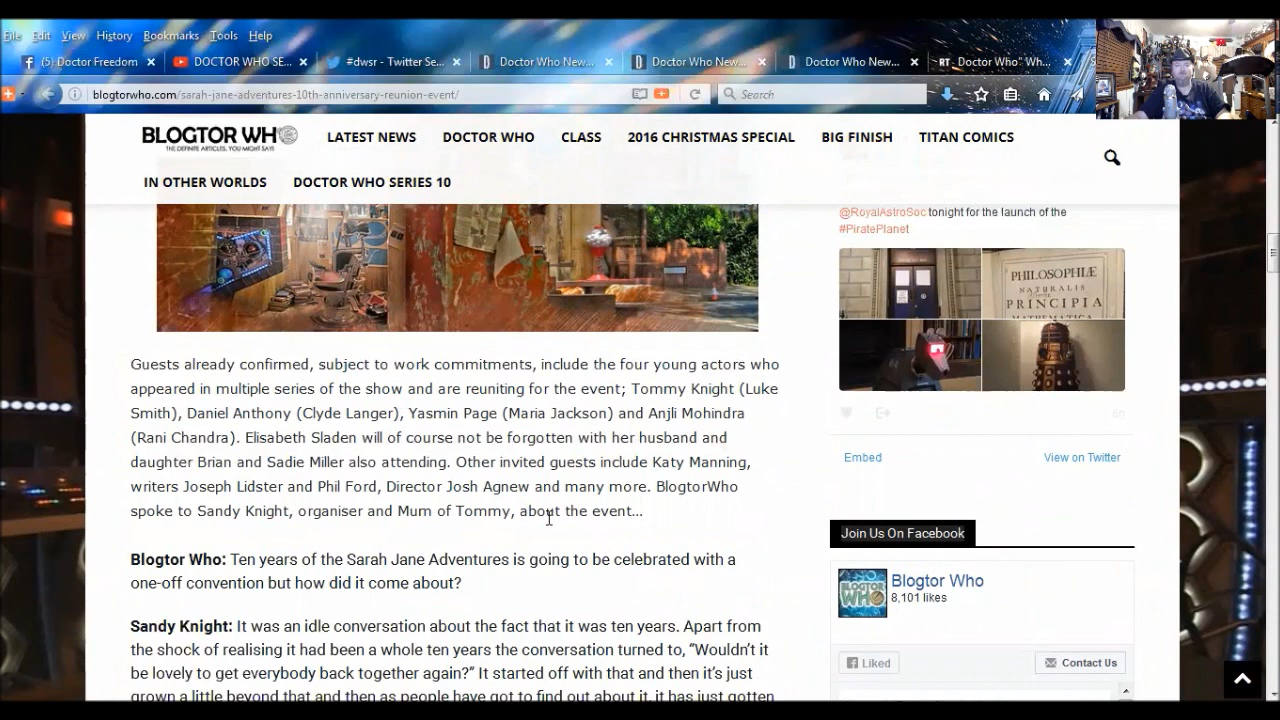 File Edit View History Bookmarks Tools Help
(5) Doctor Freedom × DOCTOR WHO SE... × #dwsr - Twitter Se... × Doctor Who New... × Doctor Who New... × Doctor Who New... × RT - Doctor Who" Wh... ×
blogtorwho.com/sarah-jane-adventures-10th-anniversary-reunion-event/ Search
BLOGTOR WHO LATEST NEWS DOCTOR WHO CLASS 2016 CHRISTMAS SPECIAL BIG FINISH TITAN COMICS
THE DEFINITE ARTICLES, YOU MIGHT SAY
IN OTHER WORLDS DOCTOR WHO SERIES 10
@RoyalAstroSoc tonight for the launch of the
#PiratePlanet
PHILOSOPHIÆ
NATURALIS
PRINCIPIA
MATHEMATICA
Guests already confirmed, subject to work commitments, include the four young actors who
appeared in multiple series of the show and are reuniting for the event; Tommy Knight (Luke
Smith), Daniel Anthony (Clyde Langer), Yasmin Page (Maria Jackson) and Anjli Mohindra
(Rani Chandra). Elisabeth Sladen will of course not be forgotten with her husband and
daughter Brian and Sadie Miller also attending. Other invited guests include Katy Manning,
writers Joseph Lidster and Phil Ford, Director Josh Agnew and many more. BlogtorWho
spoke to Sandy Knight, organiser and Mum of Tommy, about the event...
Blogtor Who: Ten years of the Sarah Jane Adventures is going to be celebrated with a
one-off convention but how did it come about?
Sandy Knight: It was an idle conversation about the fact that it was ten years. Apart from
the shock of realising it had been a whole ten years the conversation turned to, “Wouldn’t it
be lovely to get everybody back together again?” It started off with that and then it’s just
grown a little beyond that and then as people have got to find out about it, it has just gotten
Embed View on Twitter
Join Us On Facebook
BLOGTOR WHO
Blogtor Who
8,101 likes
Liked Contact Us